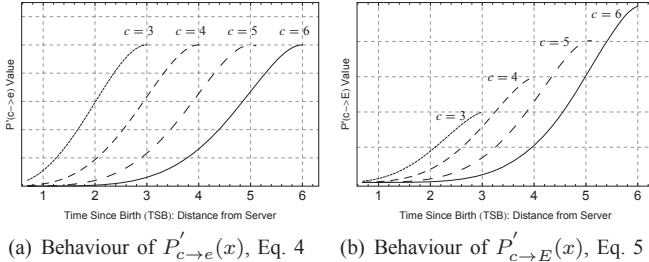 P'(c->e) Value
c = 3
c = 4
c = 5
c = 6
1 2 3 4 5 6
Time Since Birth (TSB): Distance from Server
(a) Behaviour of P'c→e(x), Eq. 4
P'(c->E) Value
c = 3
c = 4
c = 5
c = 6
1 2 3 4 5 6
Time Since Birth (TSB): Distance from Server
(b) Behaviour of P'c→E(x), Eq. 5